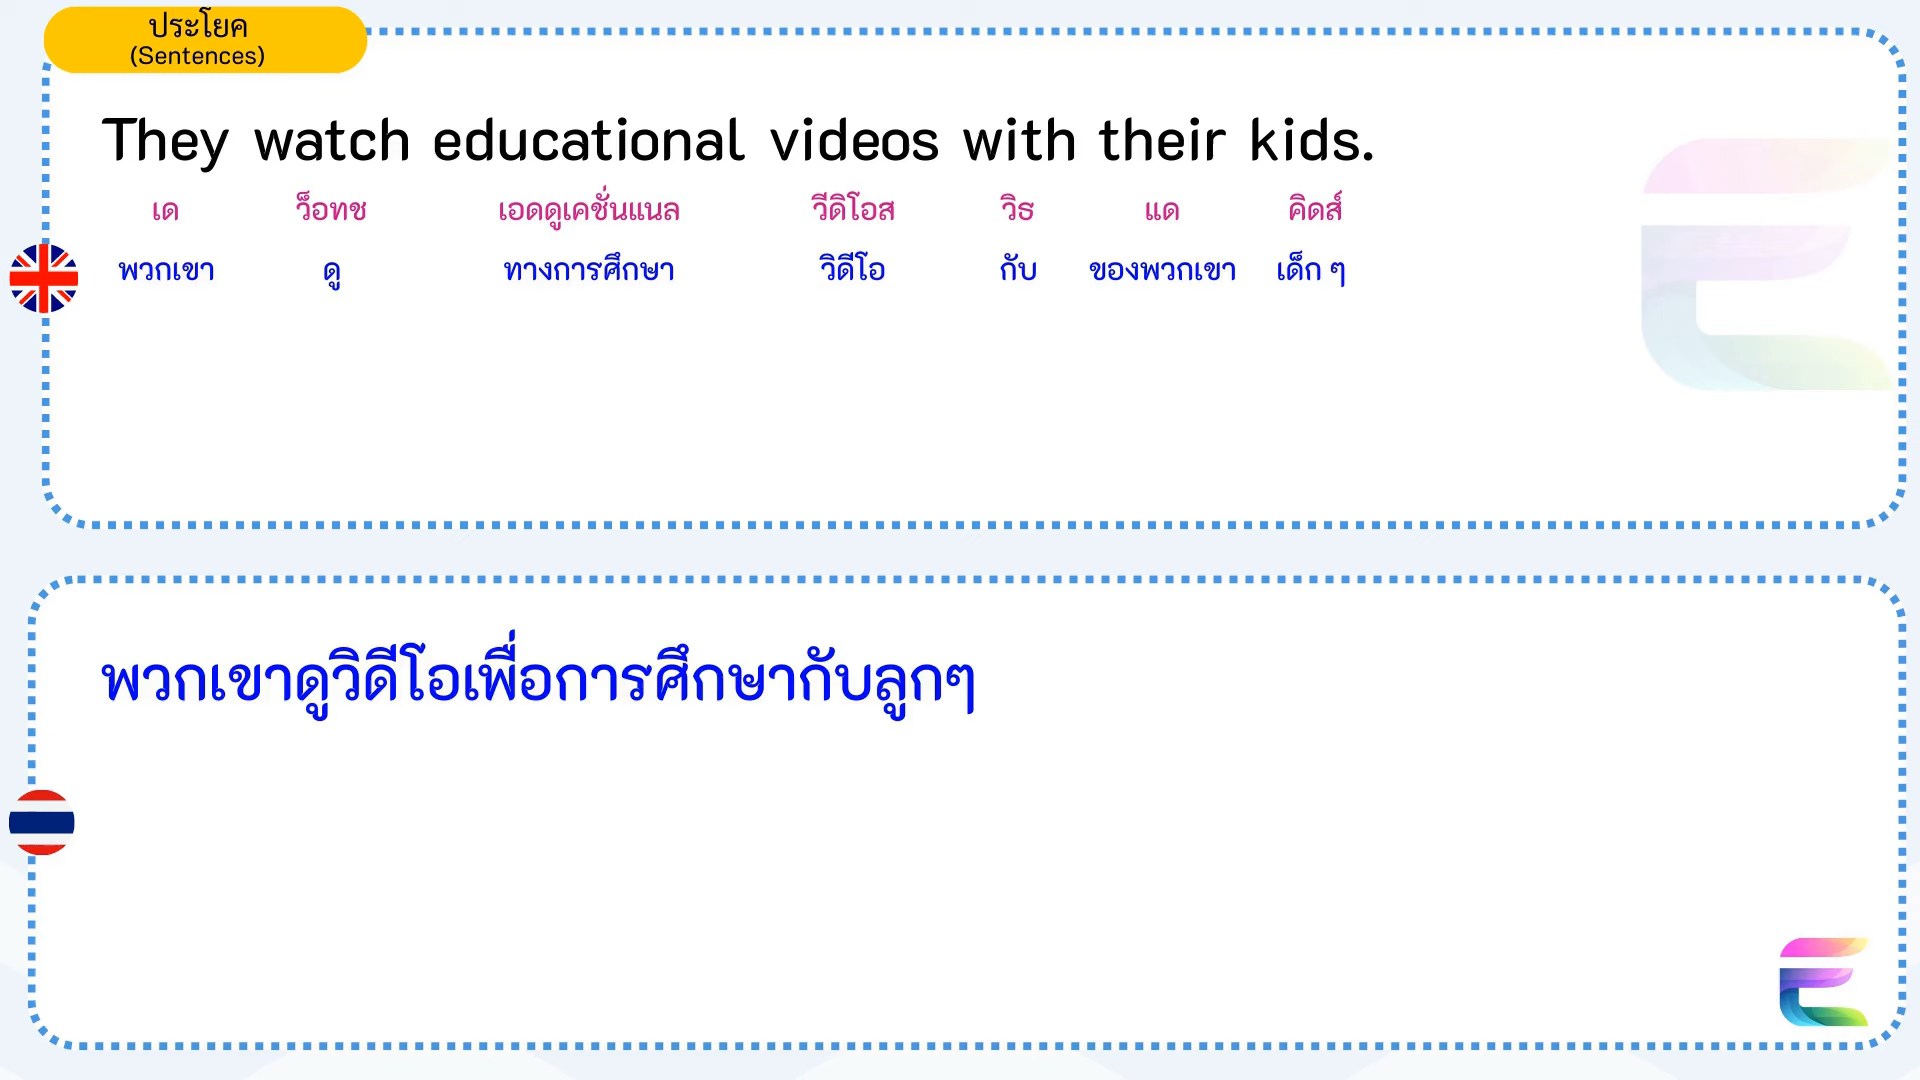 ประโยค
(Sentences)
They watch educational videos with their kids.
เด ว็อทช เอดดูเคชั่นแนล วีดิโอส วิธ แด คิดส์
พวกเขา ดู ทางการศึกษา วิดีโอ กับ ของพวกเขา เด็ก ๆ
พวกเขาดูวิดีโอเพื่อการศึกษากับลูกๆ